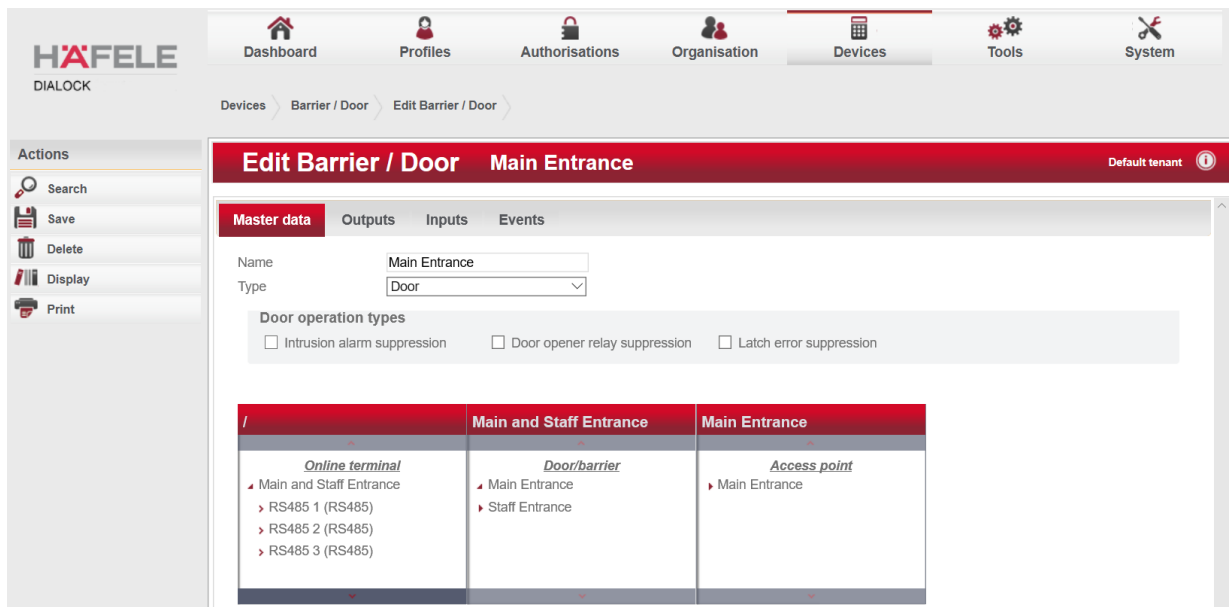 HÄFELE
DIALOCK
Dashboard Profiles Authorisations Organisation Devices Tools System
Devices Barrier / Door Edit Barrier / Door
Actions
Search
Save
Delete
Display
Print
Edit Barrier / Door Main Entrance Default tenant
Master data Outputs Inputs Events
Name Main Entrance
Type Door
Door operation types
Intrusion alarm suppression Door opener relay suppression Latch error suppression
/ Main and Staff Entrance Main Entrance
Online terminal Door/barrier Access point
Main and Staff Entrance Main Entrance Main Entrance
RS485 1 (RS485) Staff Entrance
RS485 2 (RS485)
RS485 3 (RS485)